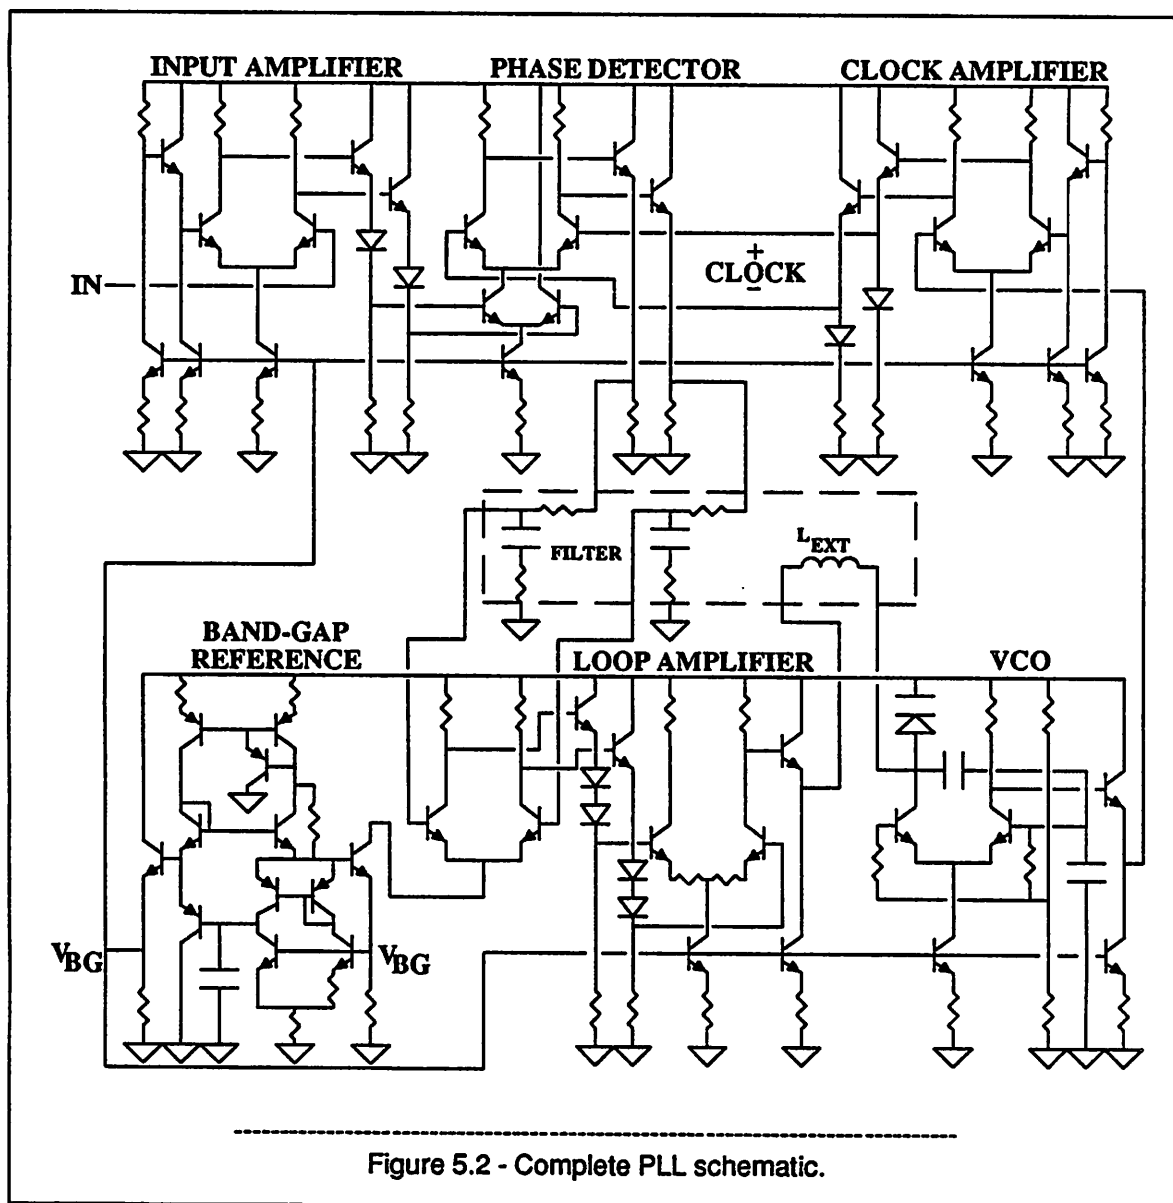 INPUT AMPLIFIER
PHASE DETECTOR
CLOCK AMPLIFIER
IN
+
CLOCK
−
FILTER
LEXT
BAND-GAP
REFERENCE
LOOP AMPLIFIER
VCO
VBG
VBG
Figure 5.2 - Complete PLL schematic.